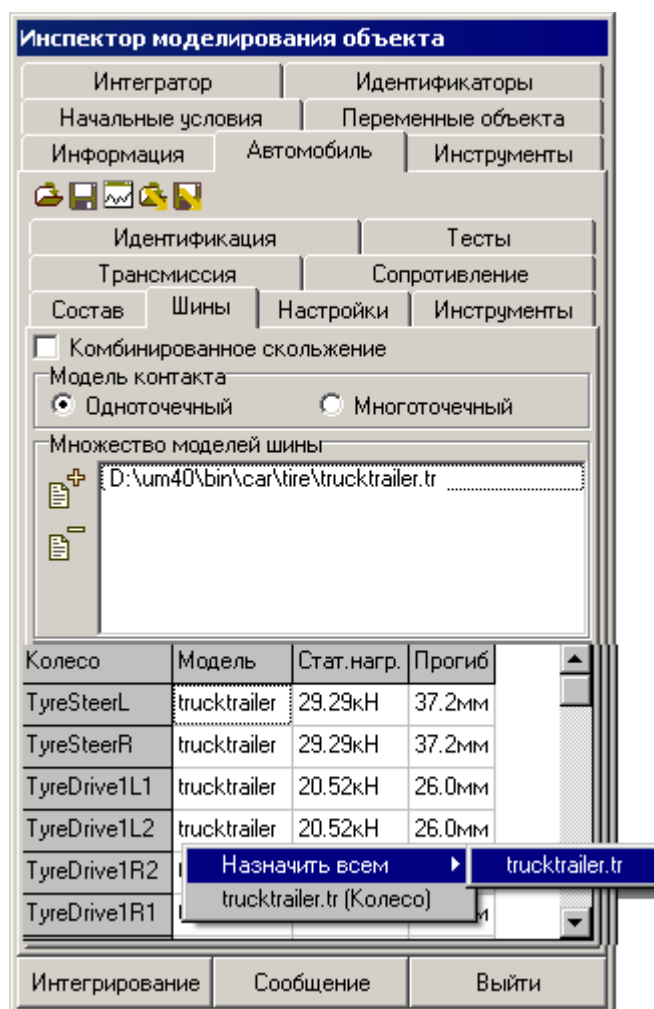 Инспектор моделирования объекта
Интегратор Идентификаторы
Начальные условия Переменные объекта
Информация Автомобиль Инструменты
Идентификация Тесты
Трансмиссия Сопротивление
Состав Шины Настройки Инструменты
Комбинированное скольжение
Модель контакта
Одноточечный Многоточечный
Множество моделей шины
D:\um40\bin\car\tire\trucktrailer.tr
Колесо Модель Стат.нагр. Прогиб
TyreSteerL trucktrailer 29.29кН 37.2мм
TyreSteerR trucktrailer 29.29кН 37.2мм
TyreDrive1L1 trucktrailer 20.52кН 26.0мм
TyreDrive1L2 trucktrailer 20.52кН 26.0мм
TyreDrive1R2 Назначить всем trucktrailer.tr
trucktrailer.tr (Колесо)
TyreDrive1R1
Интегрирование Сообщение Выйти